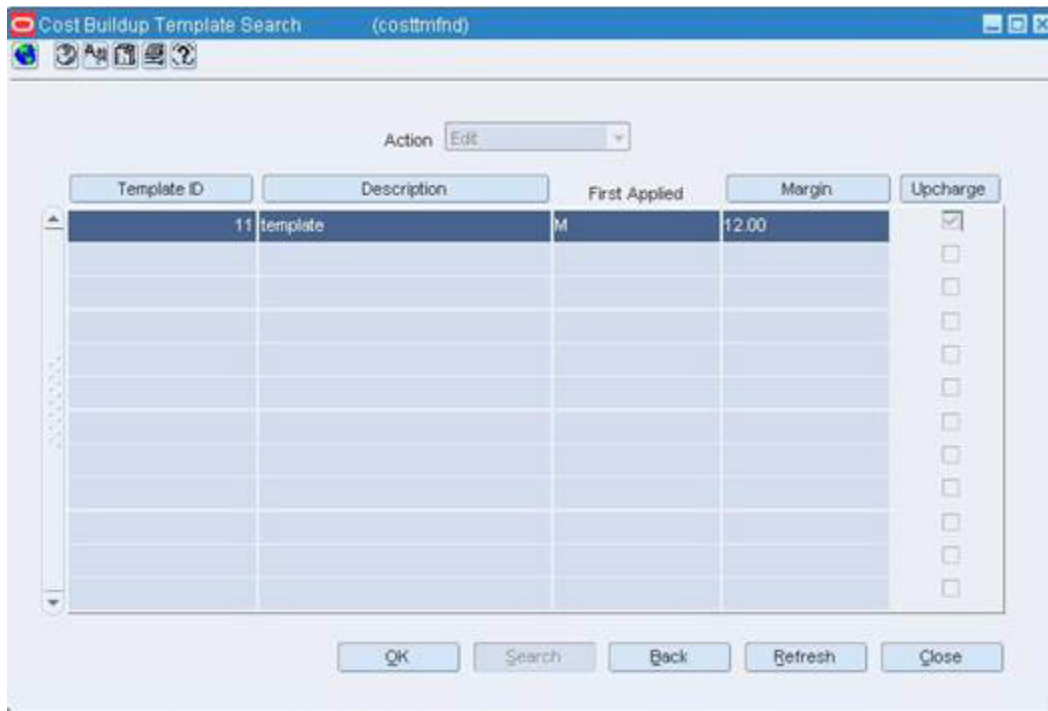 Cost Buildup Template Search (costtmfnd)
Action Edit
Template ID Description First Applied Margin Upcharge
11 template M 12.00
OK Search Back Refresh Close